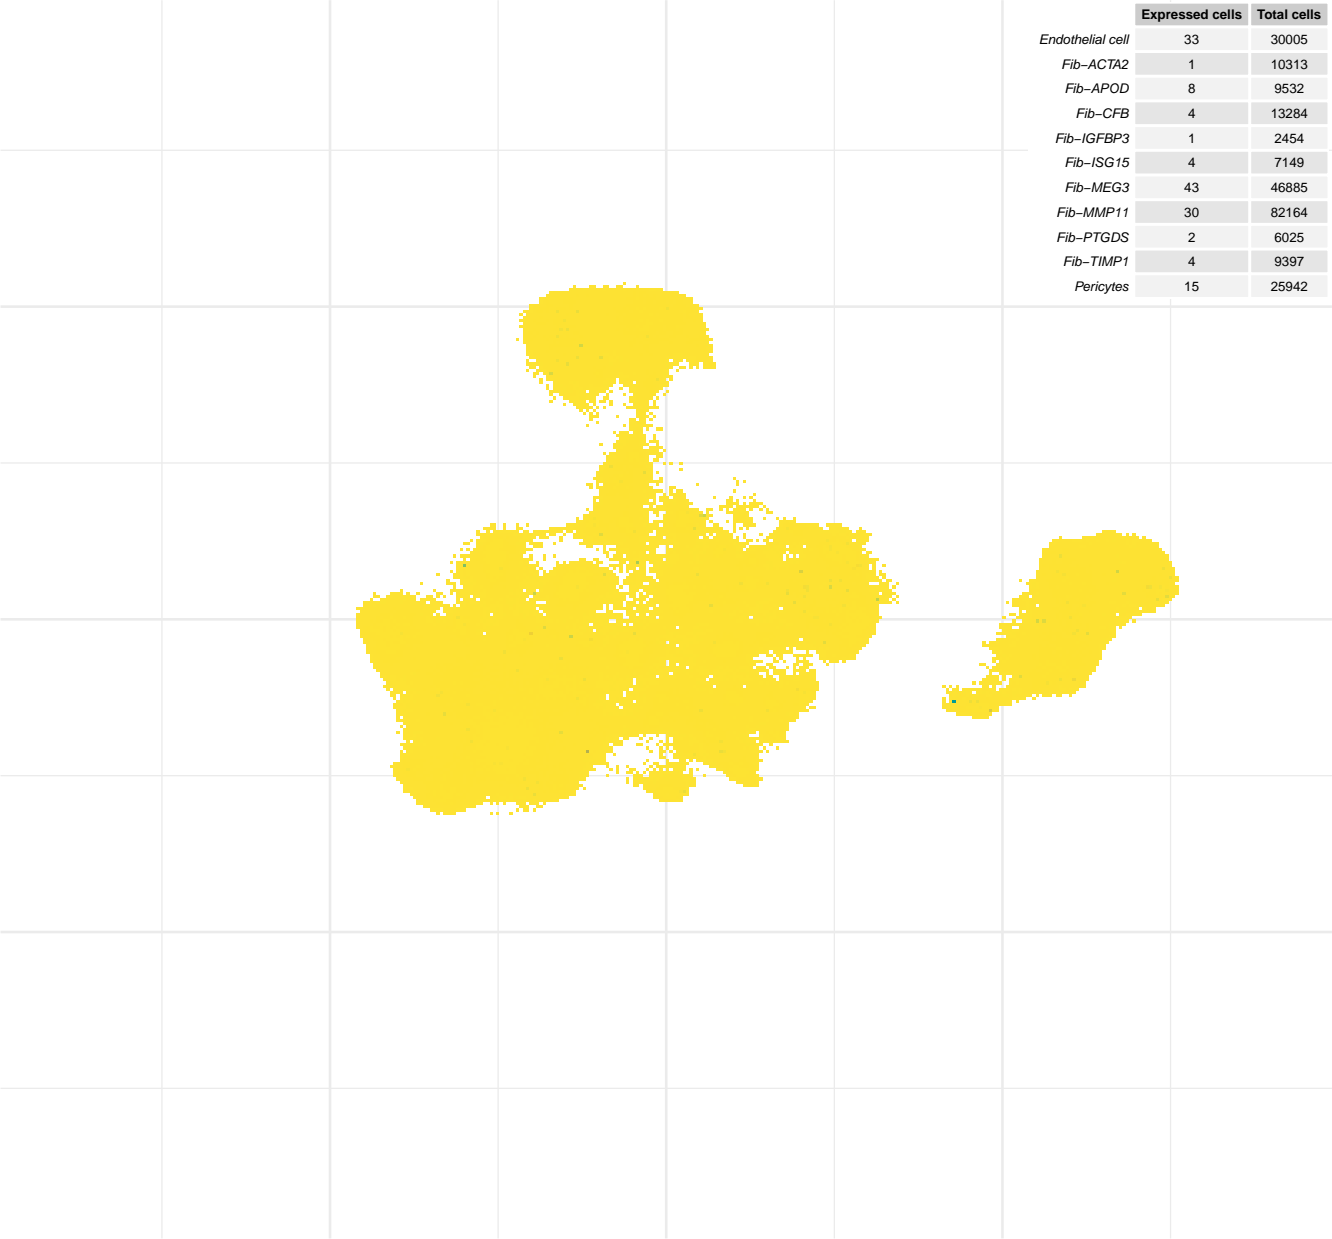 Expressed cells Total cells
Endothelial cell 33 30005
Fib−ACTA2 1 10313
Fib−APOD 8 9532
Fib−CFB 4 13284
Fib−IGFBP3 1 2454
Fib−ISG15 4 7149
Fib−MEG3 43 46885
Fib−MMP11 30 82164
Fib−PTGDS 2 6025
Fib−TIMP1 4 9397
Pericytes 15 25942